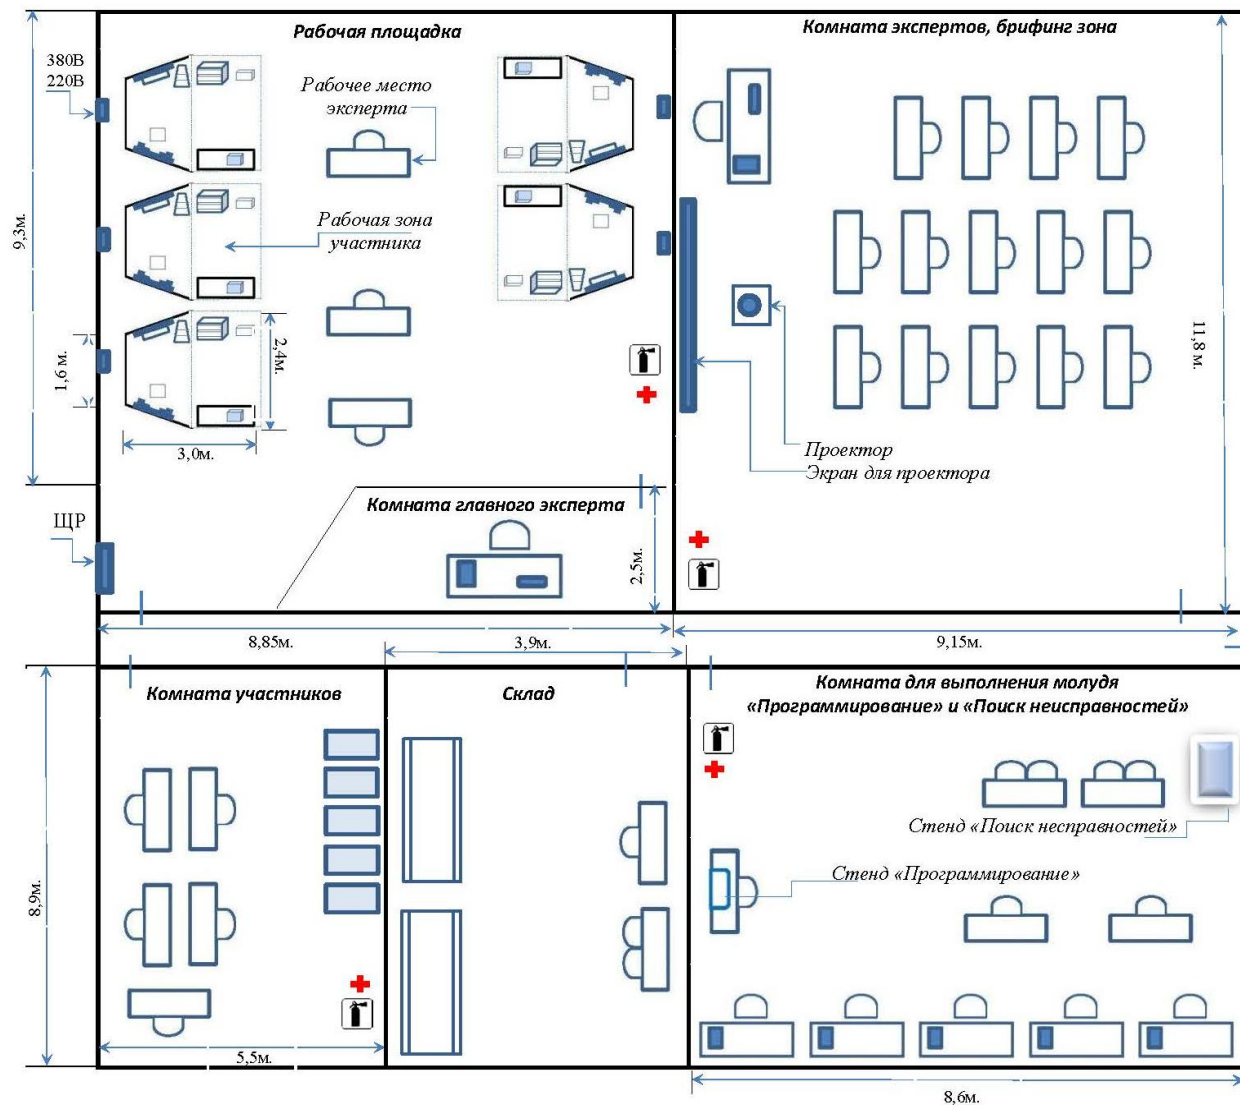 Рабочая площадка
Комната экспертов, брифинг зона
380В
220В
Рабочее место
эксперта
Рабочая зона
участника
9,3м.
1,6 м.
2,4м.
3,0м.
11,8 м.
Проектор
Экран для проектора
ЩР
Комната главного эксперта
2,5м.
8,85м.
3,9м.
9,15м.
Комната участников
Склад
Комната для выполнения молудя
«Программирование» и «Поиск неисправностей»
Стенд «Поиск несправностей»
Стенд «Программирование»
8,9м.
5,5м.
8,6м.